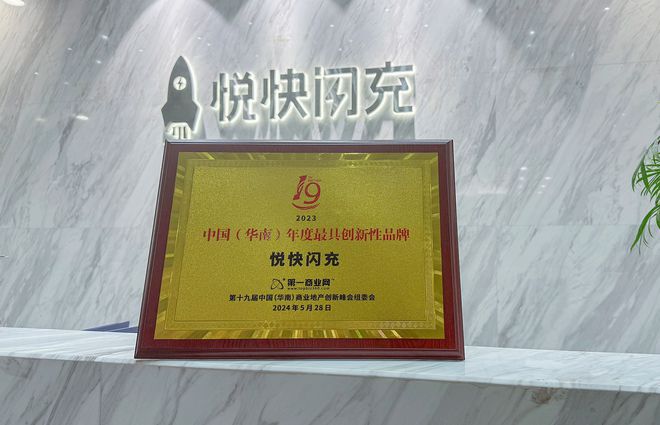 悦快闪充
19
2023
中国（华南）年度最具创新性品牌
悦快闪充
第一商业网
www.topbiz360.com
第十九届中国（华南）商业地产创新峰会组委会
2024年5月28日